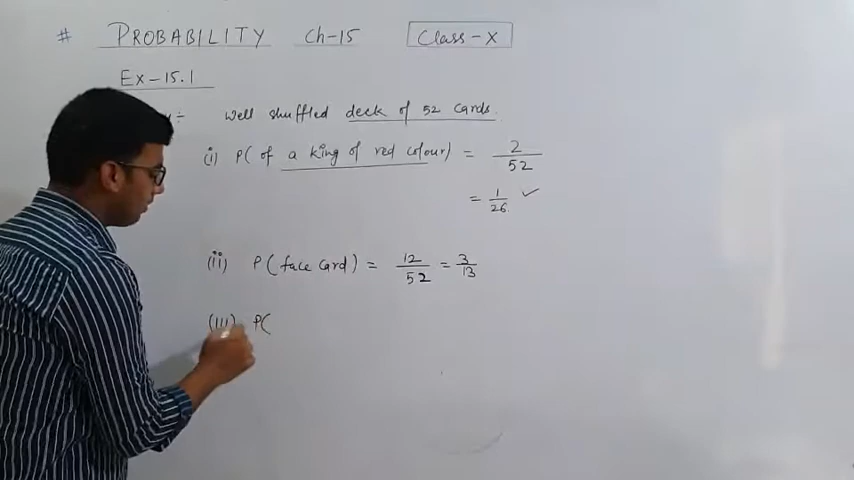 # PROBABILITY Ch-15 Class-X
Ex-15.1
÷ well shuffled deck of 52 cards.
(i) P( of a king of red colour) = 2/52
= 1/26 ✓
(ii) P(face card) = 12/52 = 3/13
(iii) P(